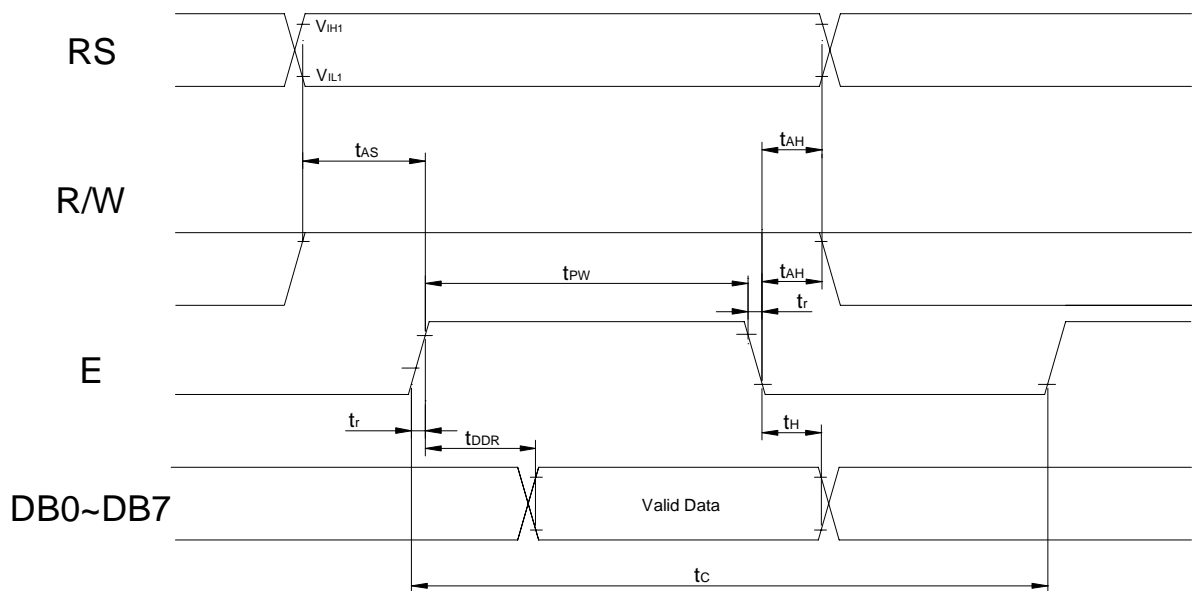 RS
VIH1
VIL1
tAS
tAH
R/W
tPW
tAH
tr
E
tr
tDDR
tH
DB0~DB7
Valid Data
tC